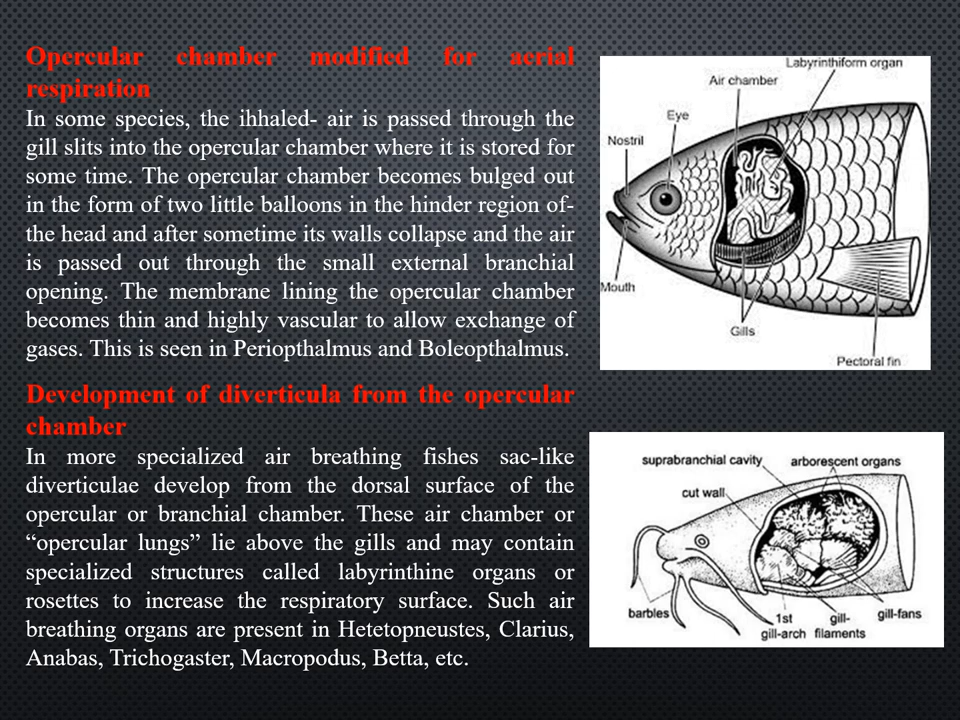 Opercular chamber modified for aerial
respiration
In some species, the ihhaled- air is passed through the
gill slits into the opercular chamber where it is stored for
some time. The opercular chamber becomes bulged out
in the form of two little balloons in the hinder region of-
the head and after sometime its walls collapse and the air
is passed out through the small external branchial
opening. The membrane lining the opercular chamber
becomes thin and highly vascular to allow exchange of
gases. This is seen in Periopthalmus and Boleopthalmus.
Development of diverticula from the opercular
chamber
In more specialized air breathing fishes sac-like
diverticulae develop from the dorsal surface of the
opercular or branchial chamber. These air chamber or
“opercular lungs” lie above the gills and may contain
specialized structures called labyrinthine organs or
rosettes to increase the respiratory surface. Such air
breathing organs are present in Hetetopneustes, Clarius,
Anabas, Trichogaster, Macropodus, Betta, etc.
Labyrinthiform organ
Air chamber
Eye
Nostril
Mouth
Gills
Pectoral fin
suprabranchial cavity
arborescent organs
cut wall
barbles
1st
gill-arch
gill-
filaments
gill-fans